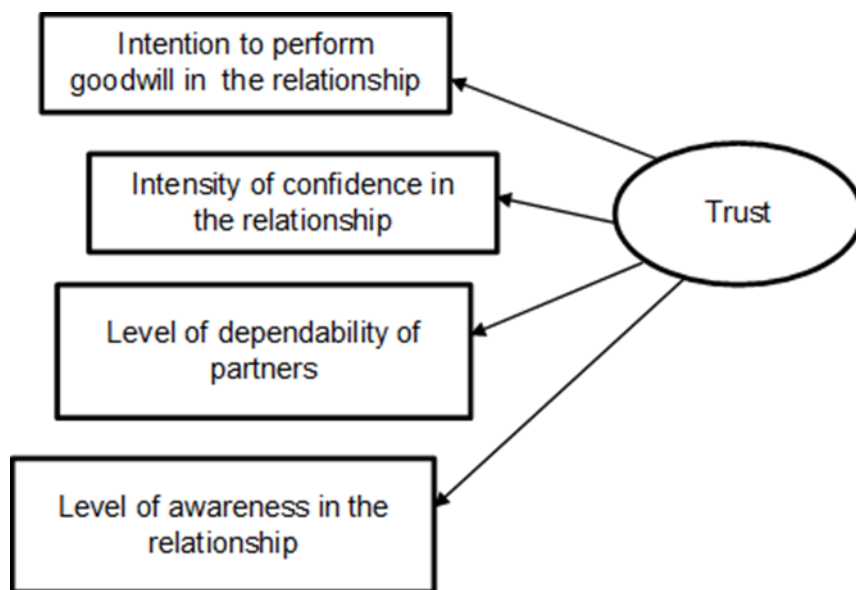 Intention to perform
goodwill in the relationship
Intensity of confidence in
the relationship
Trust
Level of dependability of
partners
Level of awareness in the
relationship